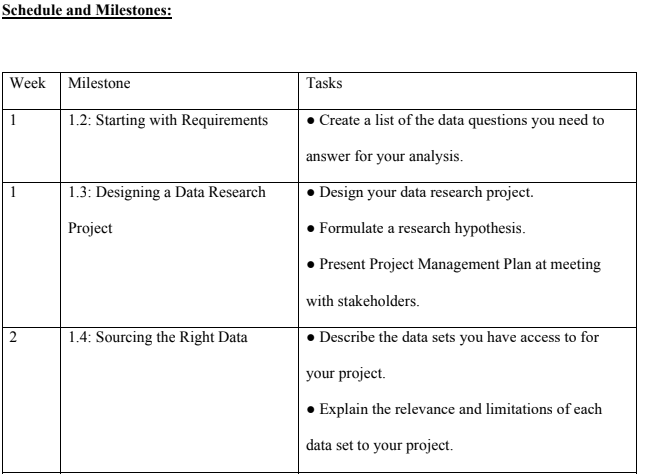 Schedule and Milestones:
Week Milestone Tasks
1 1.2: Starting with Requirements ● Create a list of the data questions you need to
answer for your analysis.
1 1.3: Designing a Data Research ● Design your data research project.
Project ● Formulate a research hypothesis.
● Present Project Management Plan at meeting
with stakeholders.
2 1.4: Sourcing the Right Data ● Describe the data sets you have access to for
your project.
● Explain the relevance and limitations of each
data set to your project.